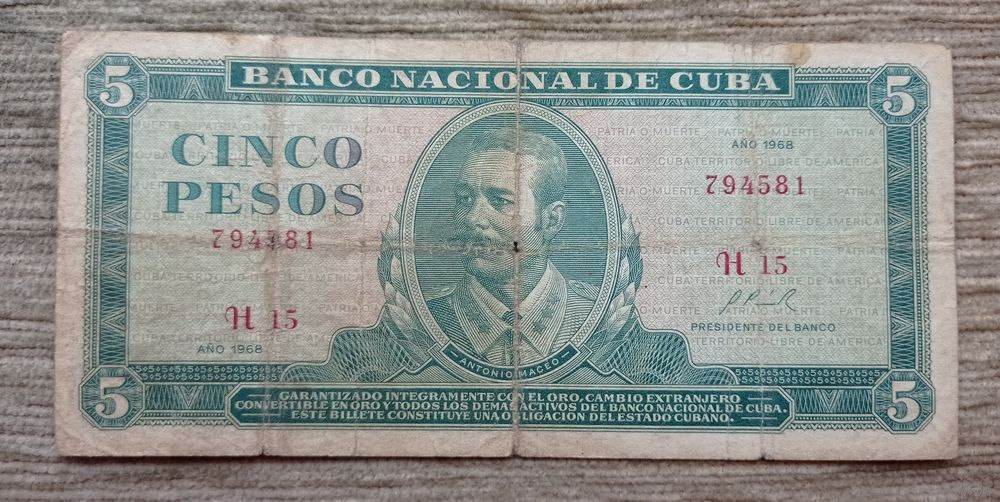 5 BANCO NACIONAL DE CUBA 5
CINCO
PESOS
794581
H 15
AÑO 1968
AÑO 1968
794581
H 15
PRESIDENTE DEL BANCO
PATRIA O MUERTE
CUBA TERRITORIO LIBRE DE AMERICA
ANTONIO MACEO
5 5
GARANTIZADO INTEGRAMENTE CON EL ORO, CAMBIO EXTRANJERO
CONVERTIBLE EN ORO Y TODOS LOS DEMAS ACTIVOS DEL BANCO NACIONAL DE CUBA.
ESTE BILLETE CONSTITUYE UNA OBLIGACION DEL ESTADO CUBANO.